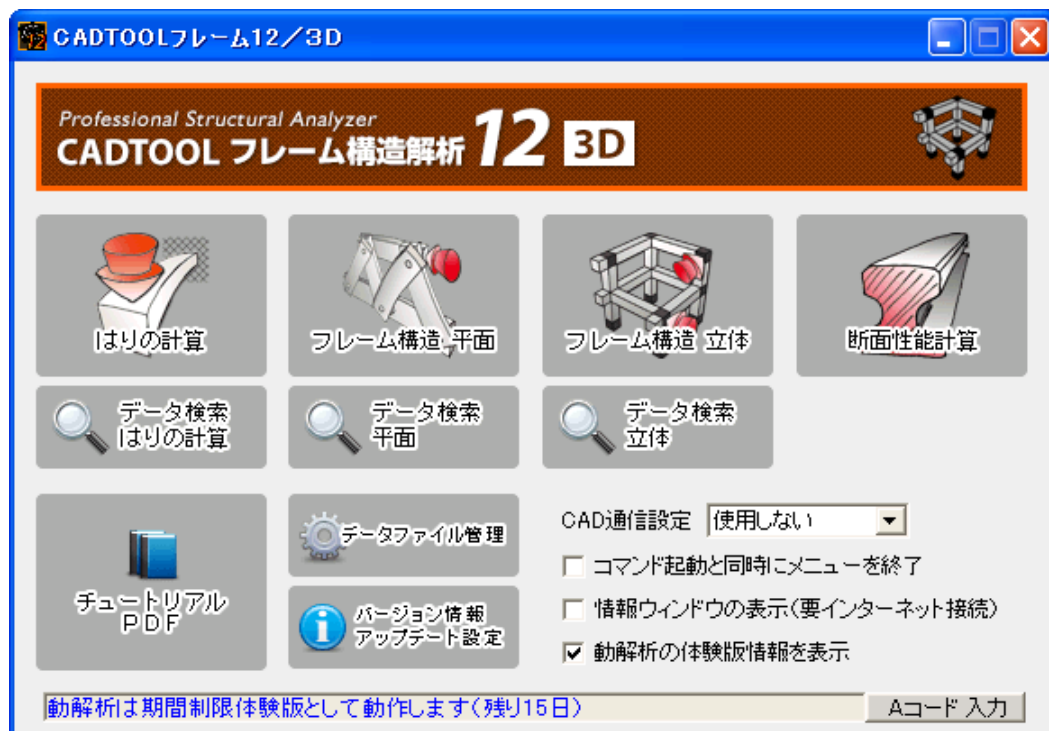 CADTOOLフレーム12/3D
Professional Structural Analyzer
CADTOOL フレーム構造解析 12 3D
はりの計算
フレーム構造 平面
フレーム構造 立体
断面性能計算
データ検索
はりの計算
データ検索
平面
データ検索
立体
チュートリアル
PDF
データファイル管理
バージョン情報
アップデート設定
CAD通信設定 使用しない
コマンド起動と同時にメニューを終了
情報ウィンドウの表示(要インターネット接続)
動解析の体験版情報を表示
動解析は期間制限体験版として動作します(残り15日)
Aコード 入力